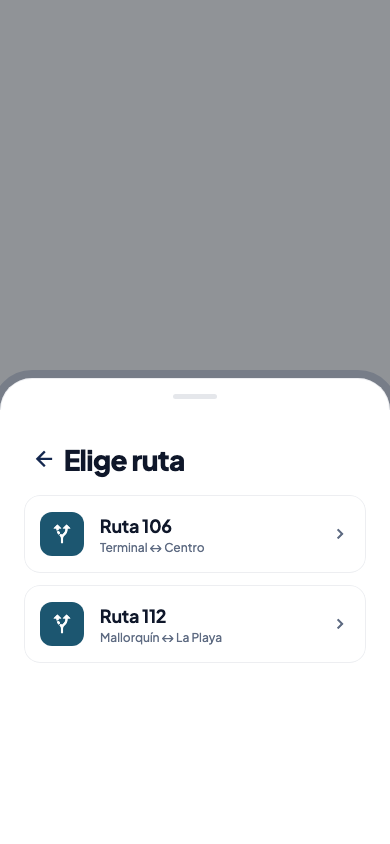 Elige ruta
Ruta 106
Terminal ↔ Centro
Ruta 112
Mallorquín ↔ La Playa